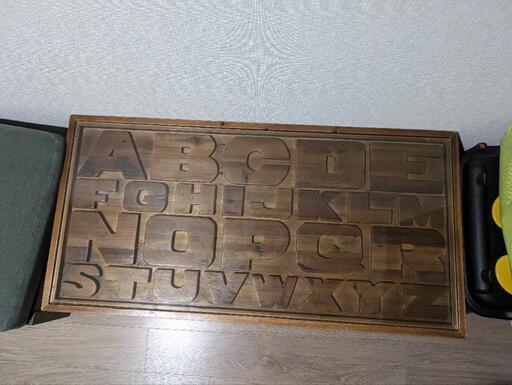 ABCDE
FGHIJKLM
NOPQR
STUVWXYZ